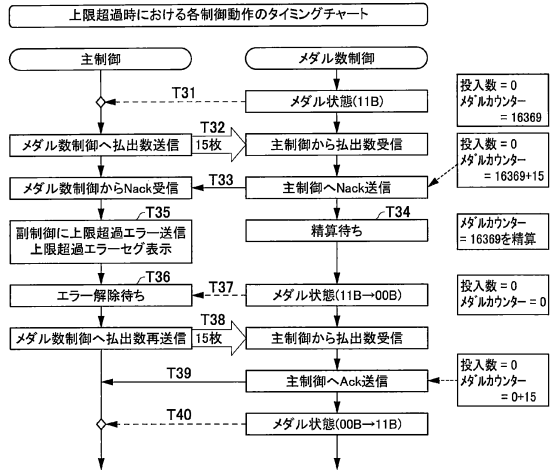 上限超過時における各制御動作のタイミングチャート
主制御
メダル数制御
T31
メダル状態(11B)
投入数 = 0
メダルカウンター
= 16369
T32
メダル数制御へ払出数送信
15枚
主制御から払出数受信
投入数 = 0
メダルカウンター
= 16369+15
メダル数制御からNack受信
T33
主制御へNack送信
T35
副制御に上限超過エラー送信
上限超過エラーセグ表示
T34
精算待ち
メダルカウンター
= 16369を精算
T36
エラー解除待ち
T37
メダル状態(11B→00B)
投入数 = 0
メダルカウンター = 0
T38
メダル数制御へ払出数再送信
15枚
主制御から払出数受信
T39
主制御へAck送信
投入数 = 0
メダルカウンター
= 0+15
T40
メダル状態(00B→11B)